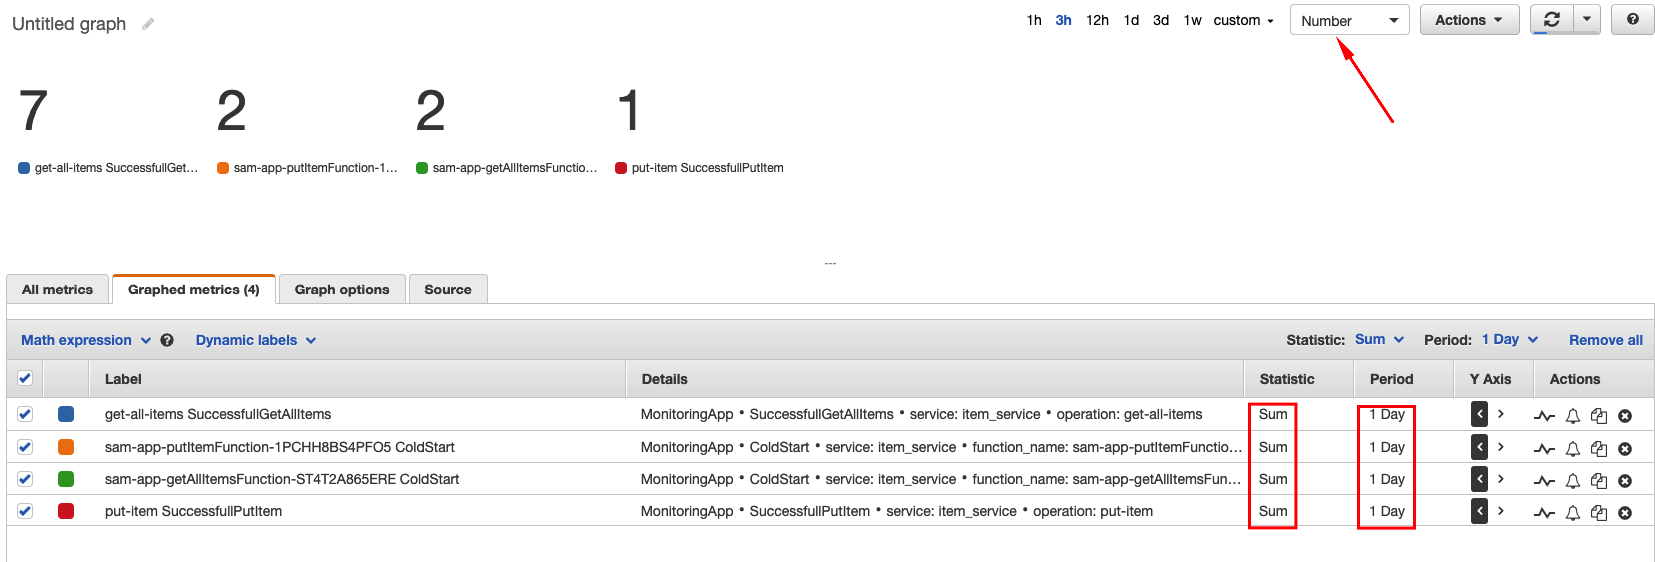 Untitled graph
1h 3h 12h 1d 3d 1w custom Number Actions ?
7 2 2 1
get-all-items SuccessfullGet... sam-app-putItemFunction-1... sam-app-getAllItemsFunctio... put-item SuccessfullPutItem
All metrics Graphed metrics (4) Graph options Source
Math expression ? Dynamic labels Statistic: Sum Period: 1 Day Remove all
Label Details Statistic Period Y Axis Actions
get-all-items SuccessfullGetAllItems MonitoringApp • SuccessfullGetAllItems • service: item_service • operation: get-all-items Sum 1 Day < >
sam-app-putItemFunction-1PCHH8BS4PFO5 ColdStart MonitoringApp • ColdStart • service: item_service • function_name: sam-app-putItemFunctio... Sum 1 Day < >
sam-app-getAllItemsFunction-ST4T2A865ERE ColdStart MonitoringApp • ColdStart • service: item_service • function_name: sam-app-getAllItemsFun... Sum 1 Day < >
put-item SuccessfullPutItem MonitoringApp • SuccessfullPutItem • service: item_service • operation: put-item Sum 1 Day < >